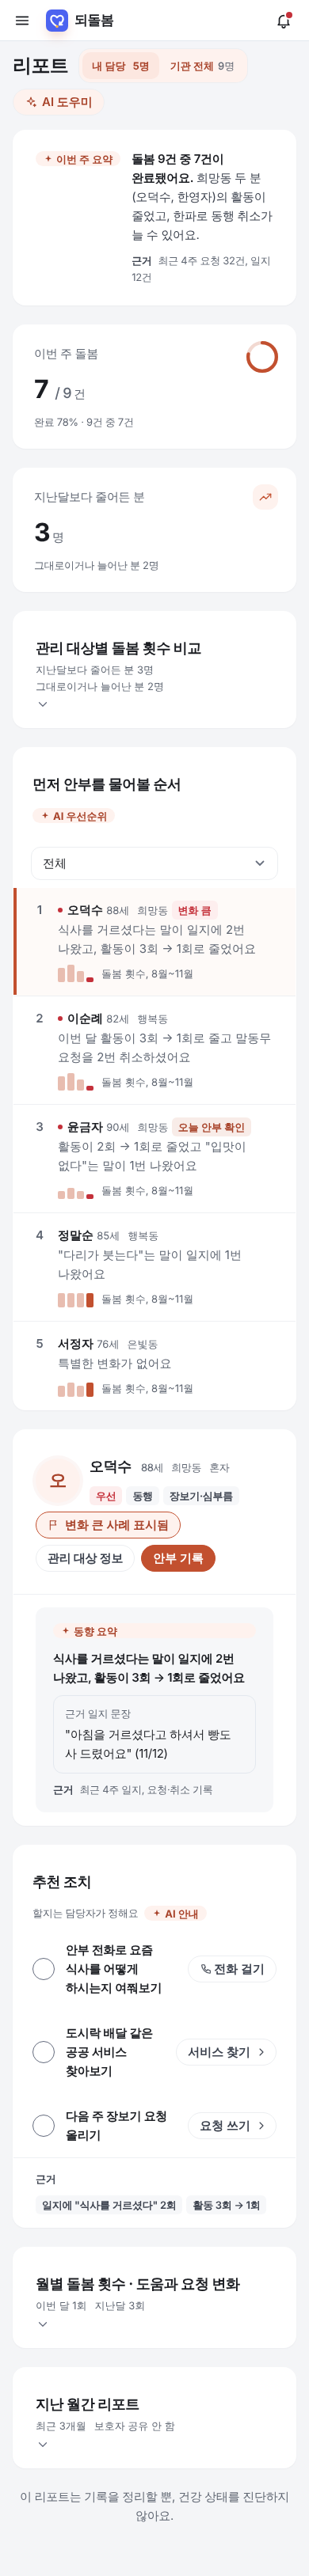 되돌봄
리포트
내 담당 5명
기관 전체 9명
AI 도우미
이번 주 요약
돌봄 9건 중 7건이
완료됐어요. 희망동 두 분
(오덕수, 한영자)의 활동이
줄었고, 한파로 동행 취소가
늘 수 있어요.
근거 최근 4주 요청 32건, 일지
12건
이번 주 돌봄
7 / 9 건
완료 78% · 9건 중 7건
지난달보다 줄어든 분
3 명
그대로이거나 늘어난 분 2명
관리 대상별 돌봄 횟수 비교
지난달보다 줄어든 분 3명
그대로이거나 늘어난 분 2명
먼저 안부를 물어볼 순서
AI 우선순위
전체
1 오덕수 88세 희망동 변화 큼
식사를 거르셨다는 말이 일지에 2번
나왔고, 활동이 3회 → 1회로 줄었어요
돌봄 횟수, 8월~11월
2 이순례 82세 행복동
이번 달 활동이 3회 → 1회로 줄고 말동무
요청을 2번 취소하셨어요
돌봄 횟수, 8월~11월
3 윤금자 90세 희망동 오늘 안부 확인
활동이 2회 → 1회로 줄었고 "입맛이
없다"는 말이 1번 나왔어요
돌봄 횟수, 8월~11월
4 정말순 85세 행복동
"다리가 붓는다"는 말이 일지에 1번
나왔어요
돌봄 횟수, 8월~11월
5 서정자 76세 은빛동
특별한 변화가 없어요
돌봄 횟수, 8월~11월
오
오덕수 88세 희망동 혼자
우선 동행 장보기·심부름
변화 큰 사례 표시됨
관리 대상 정보
안부 기록
동향 요약
식사를 거르셨다는 말이 일지에 2번
나왔고, 활동이 3회 → 1회로 줄었어요
근거 일지 문장
"아침을 거르셨다고 하셔서 빵도
사 드렸어요" (11/12)
근거 최근 4주 일지, 요청·취소 기록
추천 조치
할지는 담당자가 정해요
AI 안내
안부 전화로 요즘
식사를 어떻게
하시는지 여쭤보기
전화 걸기
도시락 배달 같은
공공 서비스
찾아보기
서비스 찾기
다음 주 장보기 요청
올리기
요청 쓰기
근거
일지에 "식사를 거르셨다" 2회
활동 3회 → 1회
월별 돌봄 횟수 · 도움과 요청 변화
이번 달 1회 지난달 3회
지난 월간 리포트
최근 3개월 보호자 공유 안 함
이 리포트는 기록을 정리할 뿐, 건강 상태를 진단하지
않아요.